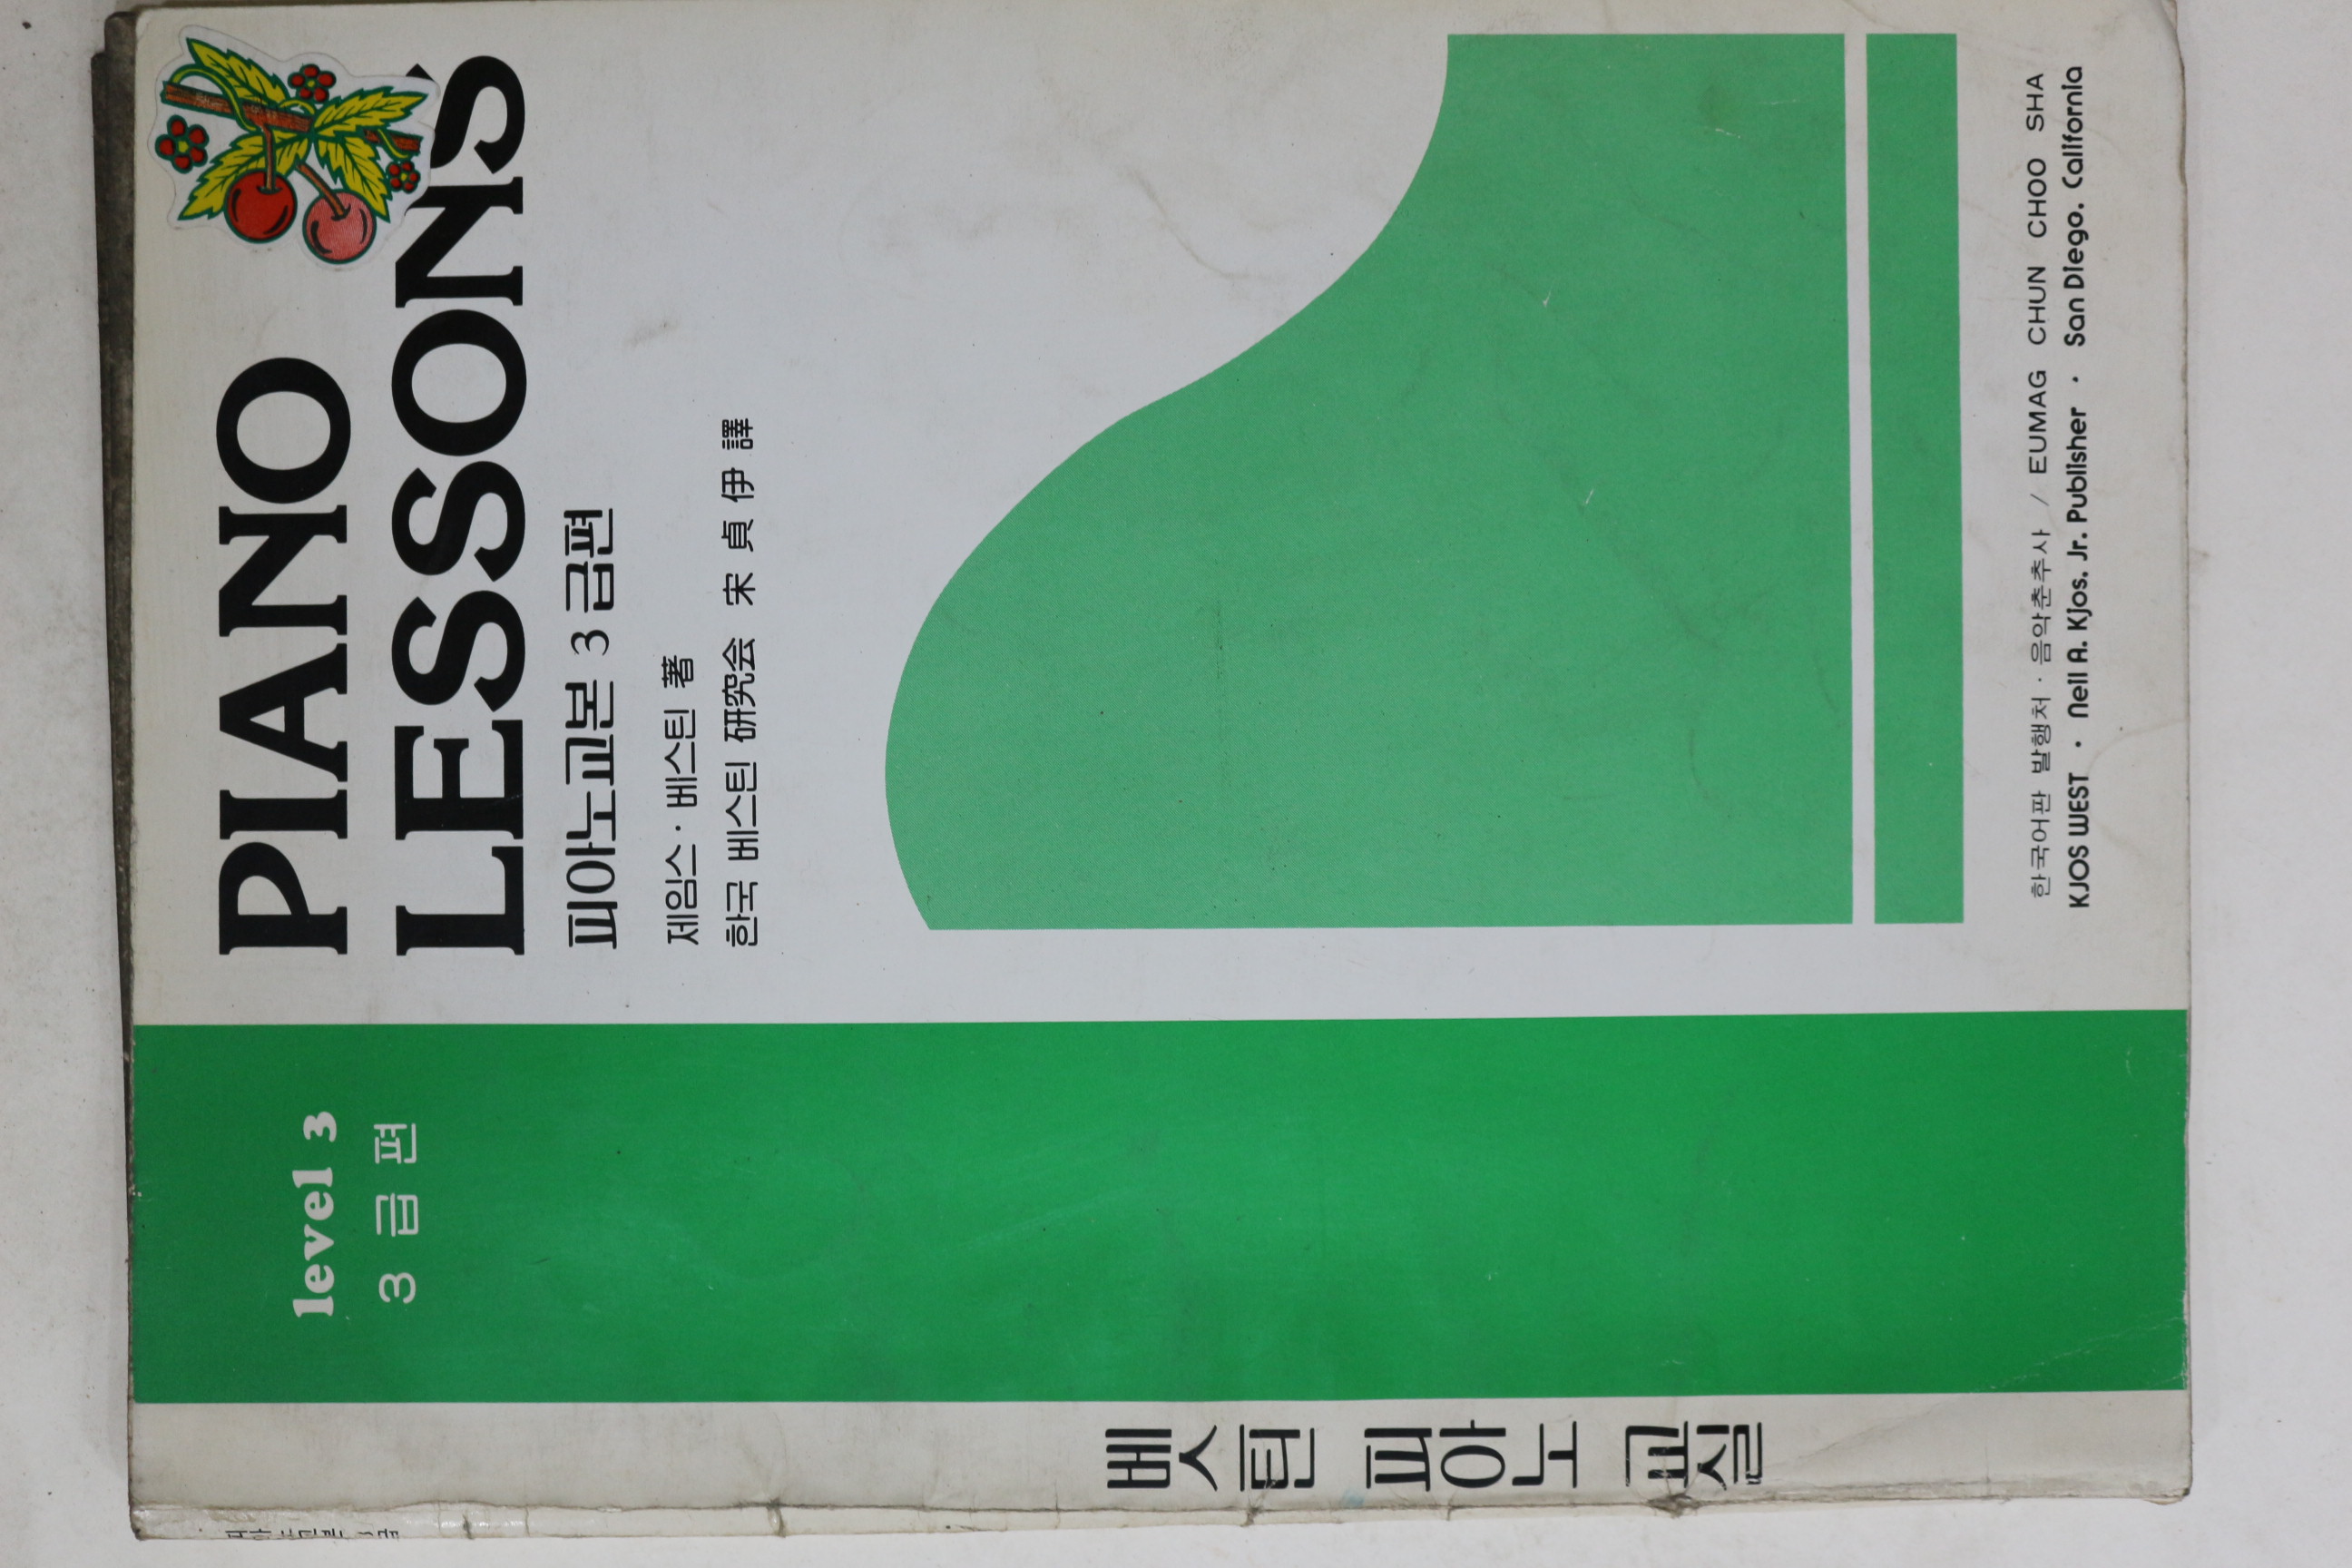 PIANO
LESSONS
피아노교본 3 급편
제임스 · 베스틴 著
한국 베스틴 研究会 宋 貞 伊 譯
level 3
3 급 편
한국어판 발행처 · 음악춘추사 / EUMAG CHUN CHOO SHA
KJOS WEST · Neil A. Kjos, Jr. Publisher · San Diego. California
베스틴 피아노 교실